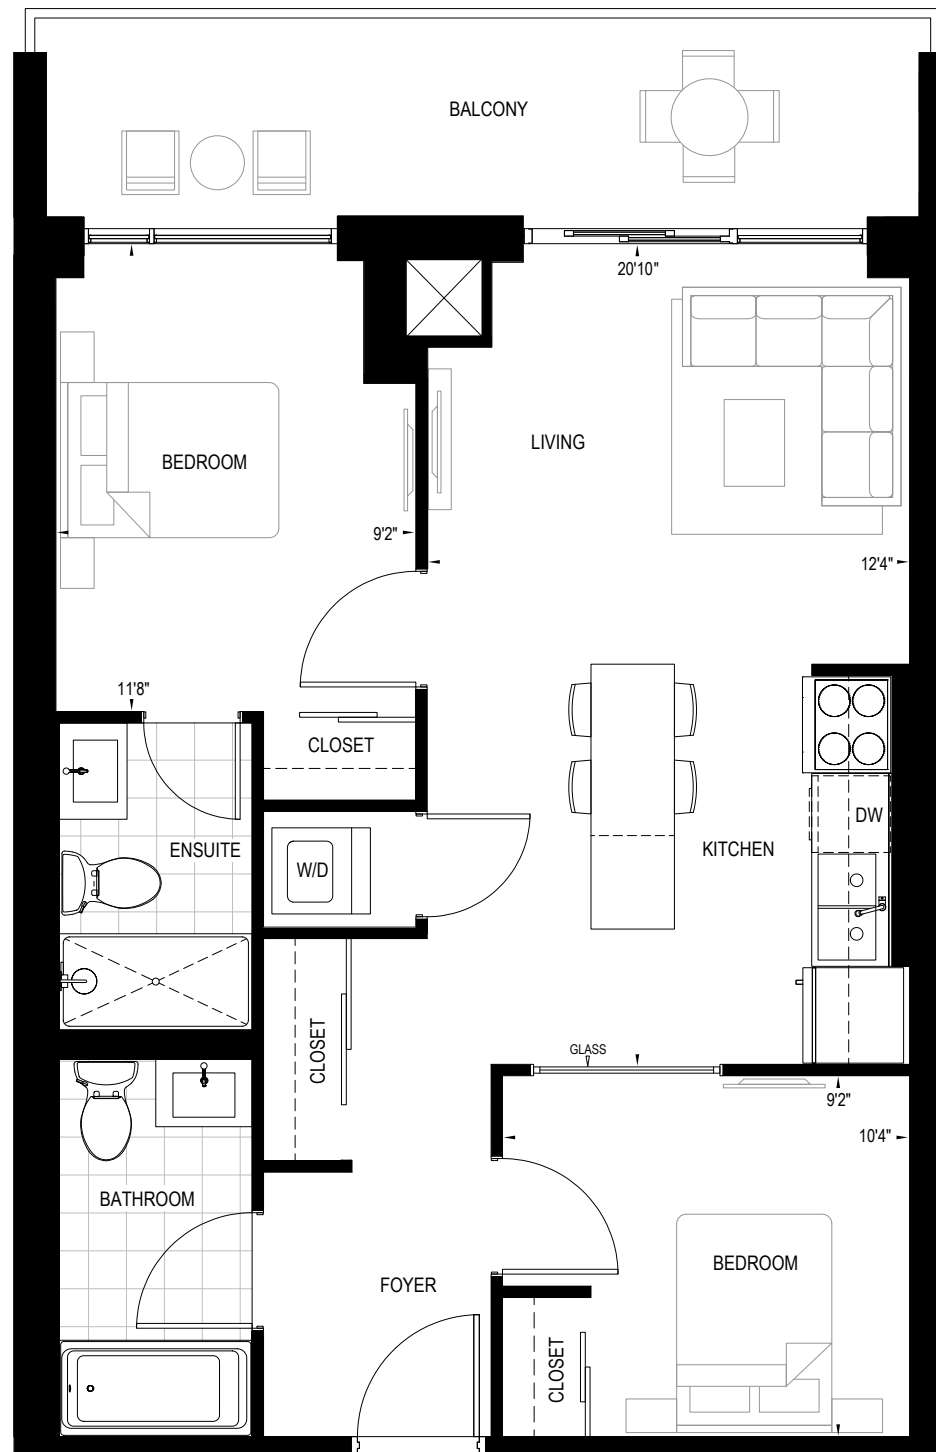 BALCONY
20'10"
LIVING
BEDROOM
9'2"
12'4"
11'8"
CLOSET
DW
ENSUITE
KITCHEN
W/D
CLOSET
GLASS
9'2"
10'4"
BATHROOM
BEDROOM
FOYER
CLOSET